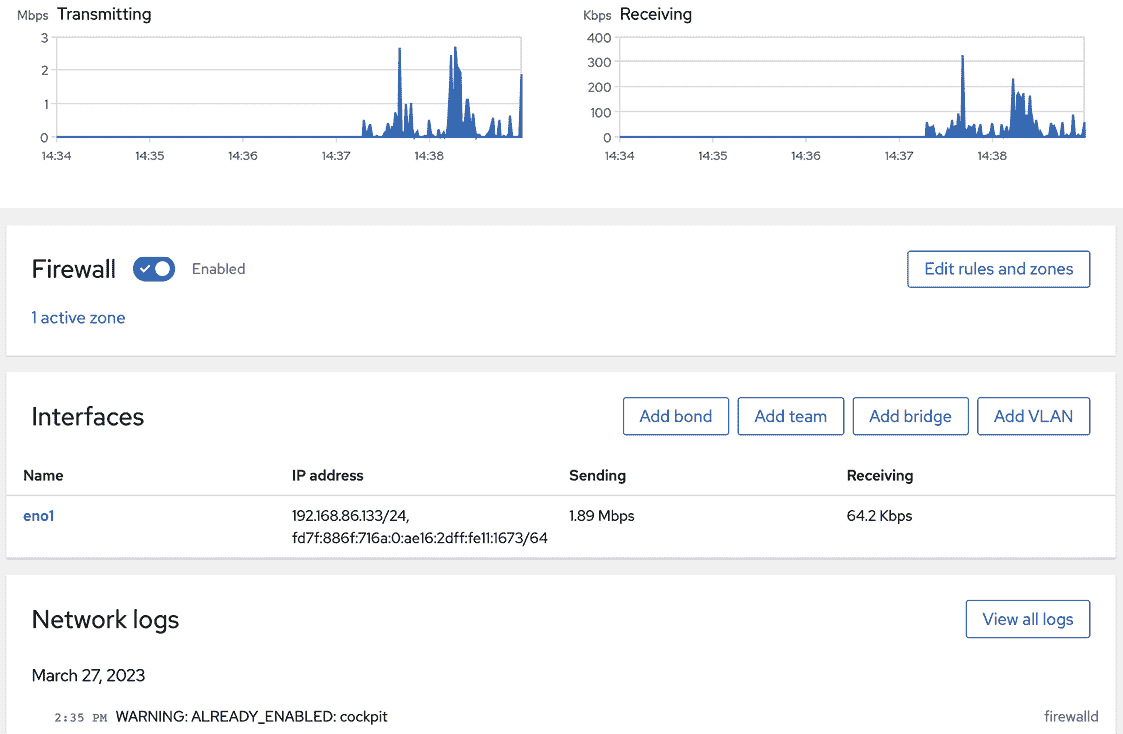 Mbps Transmitting
3
2
1
0
14:34 14:35 14:36 14:37 14:38
Kbps Receiving
400
300
200
100
0
14:34 14:35 14:36 14:37 14:38
Firewall Enabled Edit rules and zones
1 active zone
Interfaces Add bond Add team Add bridge Add VLAN
Name IP address Sending Receiving
eno1 192.168.86.133/24, 1.89 Mbps 64.2 Kbps
fd7f:886f:716a:0:ae16:2dff:fe11:1673/64
Network logs View all logs
March 27, 2023
2:35 PM WARNING: ALREADY_ENABLED: cockpit firewalld